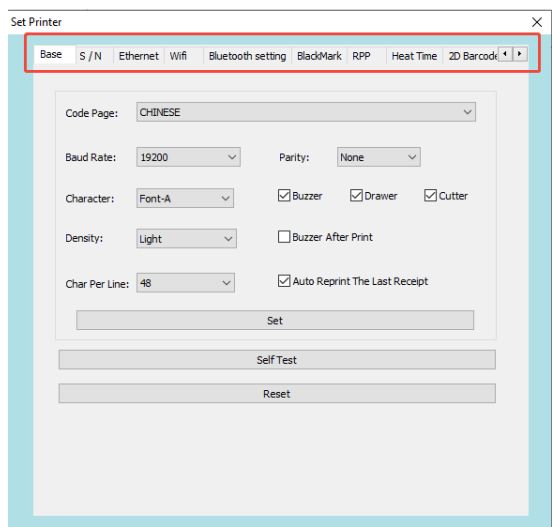 Set Printer
Base S / N Ethernet Wifi Bluetooth setting BlackMark RPP Heat Time 2D Barcode
Code Page: CHINESE
Baud Rate: 19200 Parity: None
Character: Font-A Buzzer Drawer Cutter
Density: Light Buzzer After Print
Char Per Line: 48 Auto Reprint The Last Receipt
Set
Self Test
Reset